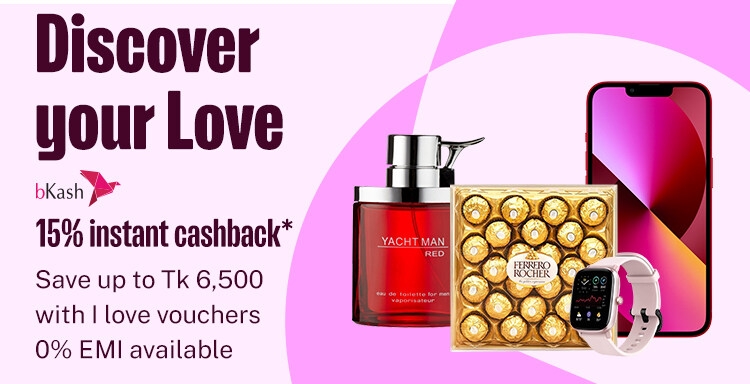 Discover
your Love
bKash
15% instant cashback*
Save up to Tk 6,500
with I love vouchers
0% EMI available
YACHT MAN
RED
eau de toilette for men
vaporisateur
FERRERO
ROCHER